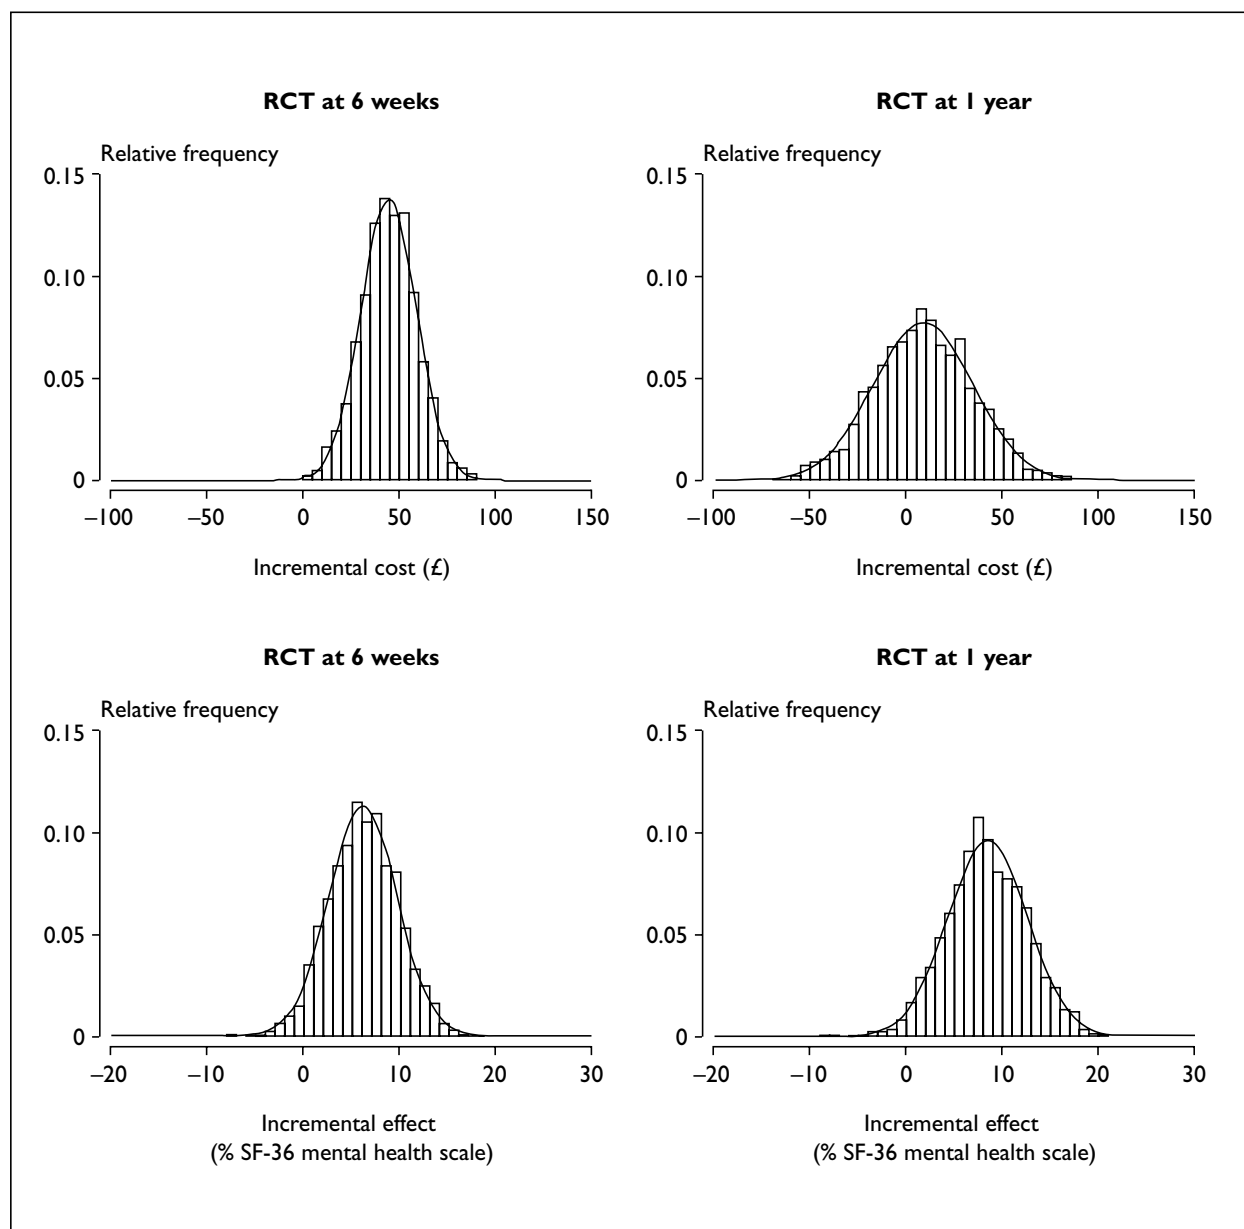 RCT at 6 weeks
Relative frequency
0.15
0.10
0.05
0
−100 −50 0 50 100 150
Incremental cost (£)
RCT at 1 year
Relative frequency
0.15
0.10
0.05
0
−100 −50 0 50 100 150
Incremental cost (£)
RCT at 6 weeks
Relative frequency
0.15
0.10
0.05
0
−20 −10 0 10 20 30
Incremental effect
(% SF-36 mental health scale)
RCT at 1 year
Relative frequency
0.15
0.10
0.05
0
−20 −10 0 10 20 30
Incremental effect
(% SF-36 mental health scale)